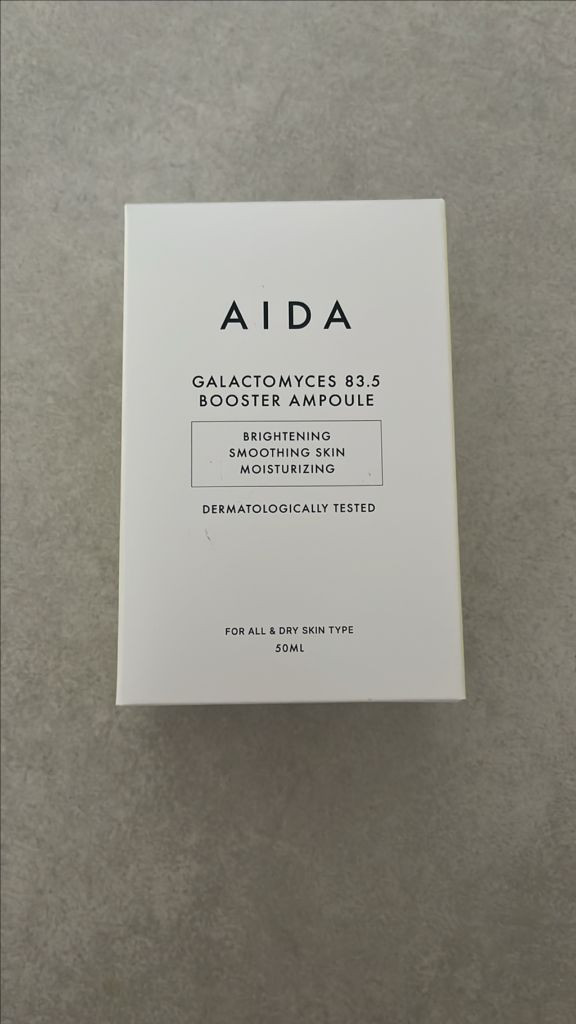 AIDA
GALACTOMYCES 83.5
BOOSTER AMPOULE
BRIGHTENING
SMOOTHING SKIN
MOISTURIZING
DERMATOLOGICALLY TESTED
FOR ALL & DRY SKIN TYPE
50ML